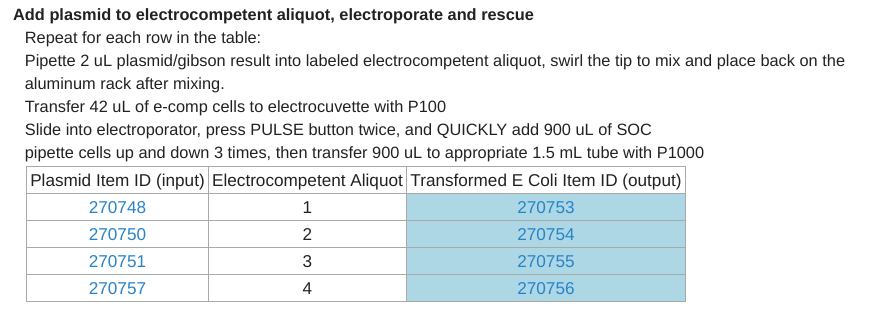 Add plasmid to electrocompetent aliquot, electroporate and rescue
Repeat for each row in the table:
Pipette 2 uL plasmid/gibson result into labeled electrocompetent aliquot, swirl the tip to mix and place back on the
aluminum rack after mixing.
Transfer 42 uL of e-comp cells to electrocuvette with P100
Slide into electroporator, press PULSE button twice, and QUICKLY add 900 uL of SOC
pipette cells up and down 3 times, then transfer 900 uL to appropriate 1.5 mL tube with P1000
Plasmid Item ID (input) Electrocompetent Aliquot Transformed E Coli Item ID (output)
270748 1 270753
270750 2 270754
270751 3 270755
270757 4 270756